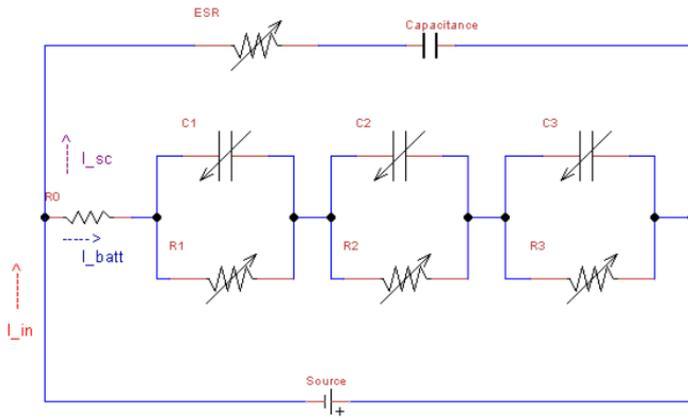 ESR
Capacitance
C1
C2
C3
I_sc
R0
R1
R2
R3
I_batt
I_in
Source
+